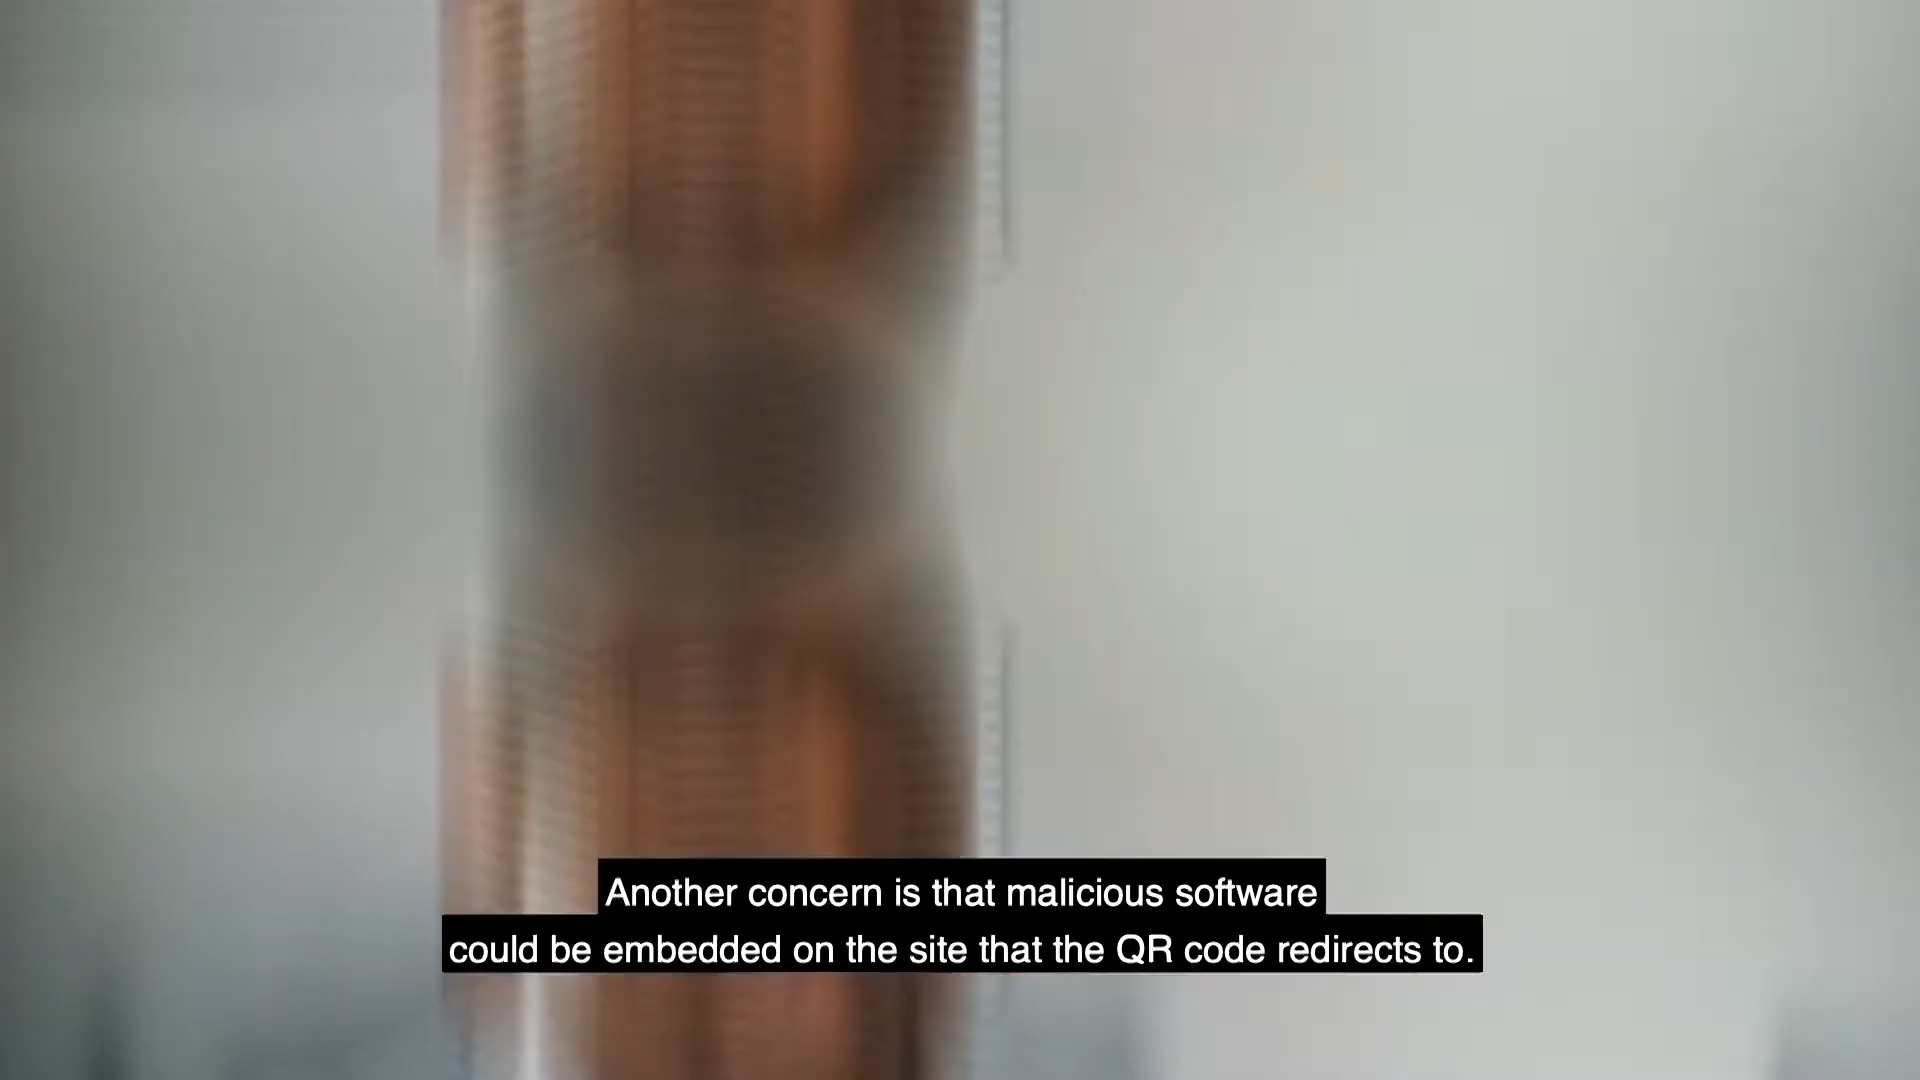 Another concern is that malicious software
could be embedded on the site that the QR code redirects to.